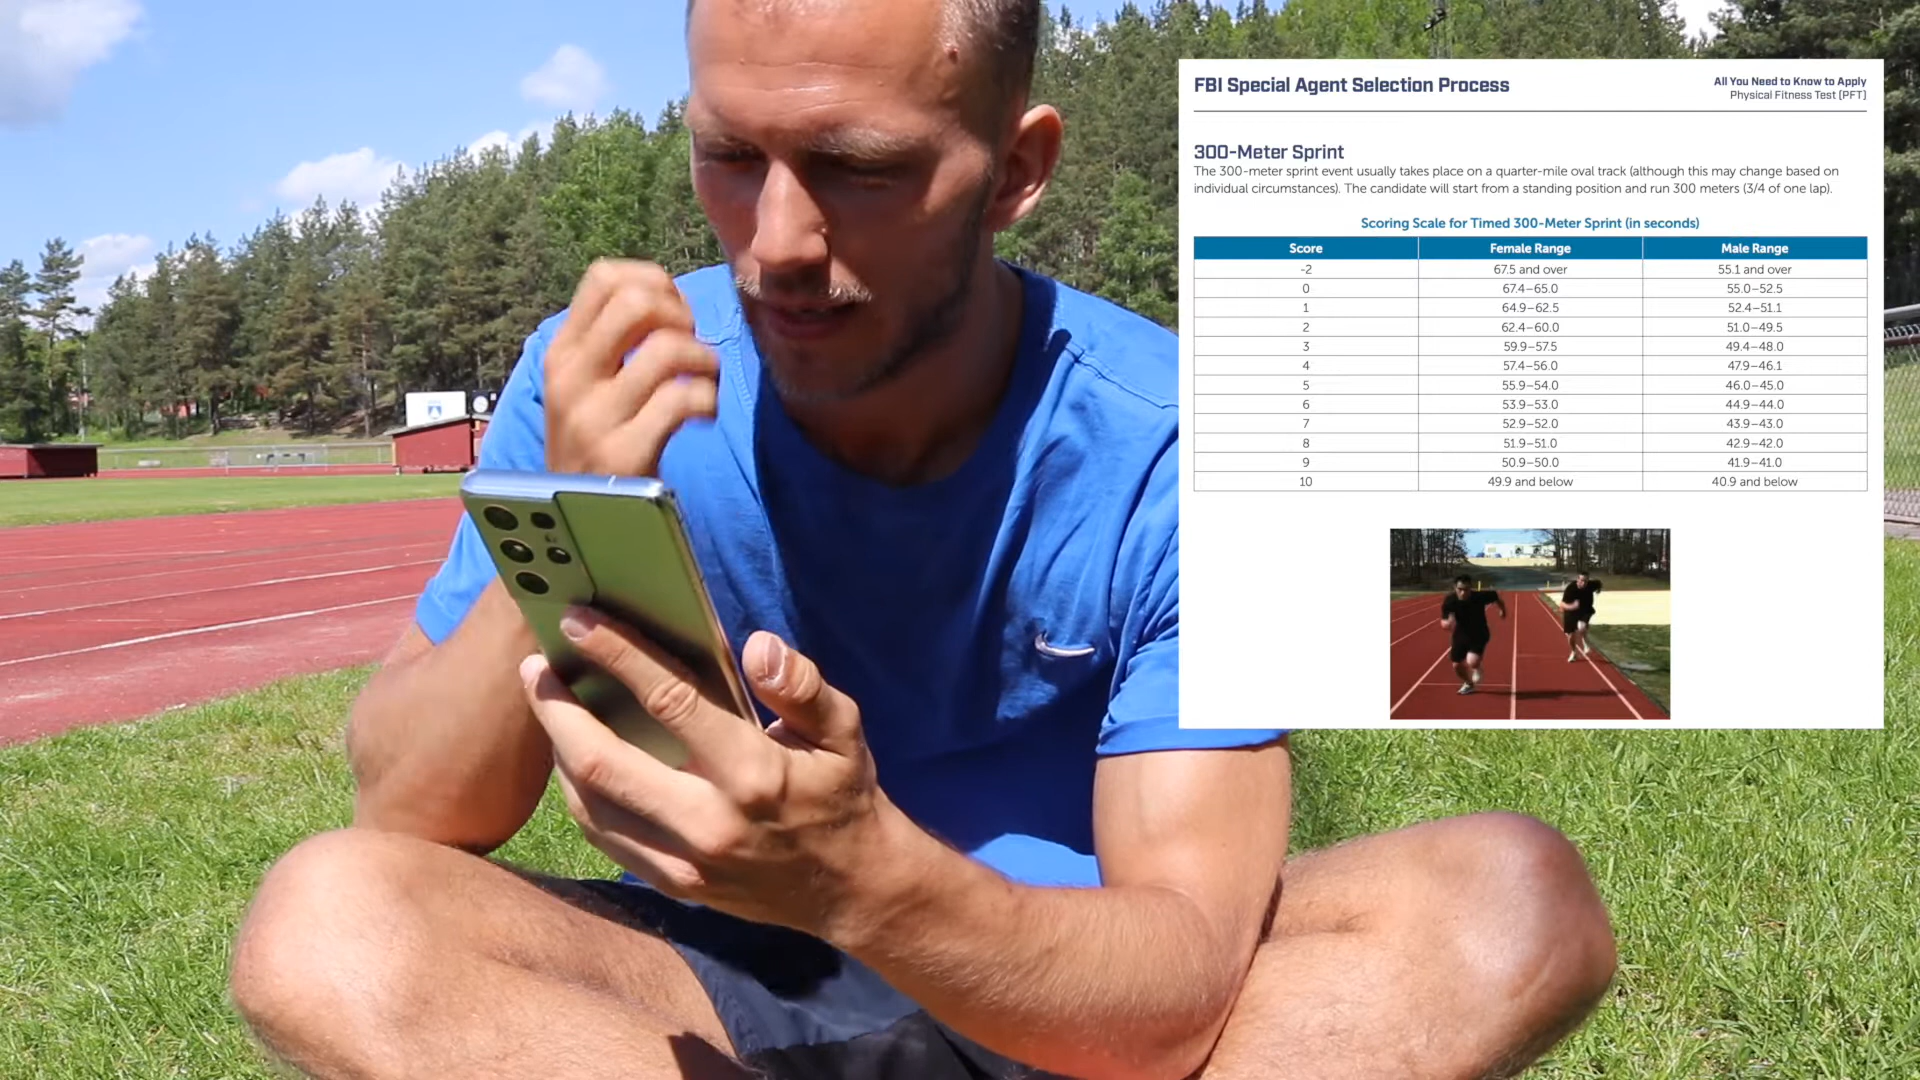 FBI Special Agent Selection Process
All You Need to Know to Apply
Physical Fitness Test (PFT)
300-Meter Sprint
The 300-meter sprint event usually takes place on a quarter-mile oval track (although this may change based on
individual circumstances). The candidate will start from a standing position and run 300 meters (3/4 of one lap).
Scoring Scale for Timed 300-Meter Sprint (in seconds)
Score Female Range Male Range
-2 67.5 and over 55.1 and over
0 67.4–65.0 55.0–52.5
1 64.9–62.5 52.4–51.1
2 62.4–60.0 51.0–49.5
3 59.9–57.5 49.4–48.0
4 57.4–56.0 47.9–46.1
5 55.9–54.0 46.0–45.0
6 53.9–53.0 44.9–44.0
7 52.9–52.0 43.9–43.0
8 51.9–51.0 42.9–42.0
9 50.9–50.0 41.9–41.0
10 49.9 and below 40.9 and below